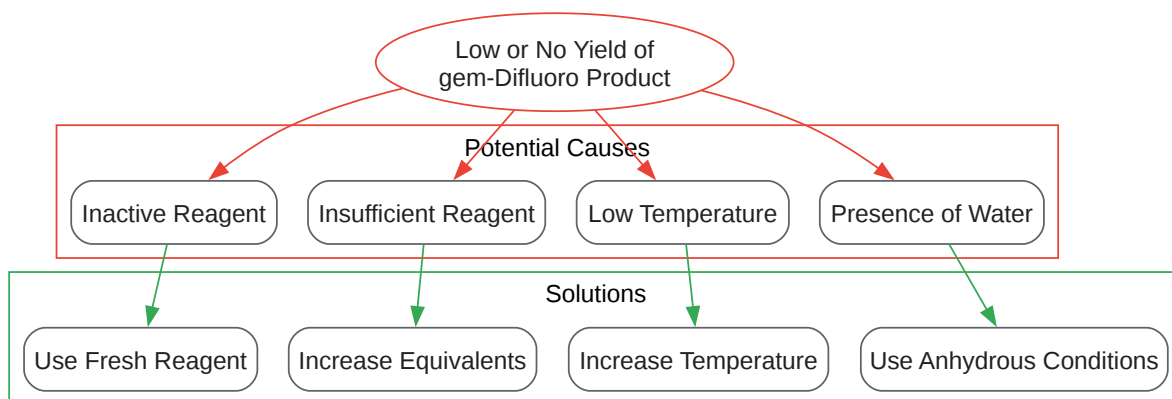 Low or No Yield of
gem-Difluoro Product
Potential Causes
Inactive Reagent
Insufficient Reagent
Low Temperature
Presence of Water
Solutions
Use Fresh Reagent
Increase Equivalents
Increase Temperature
Use Anhydrous Conditions